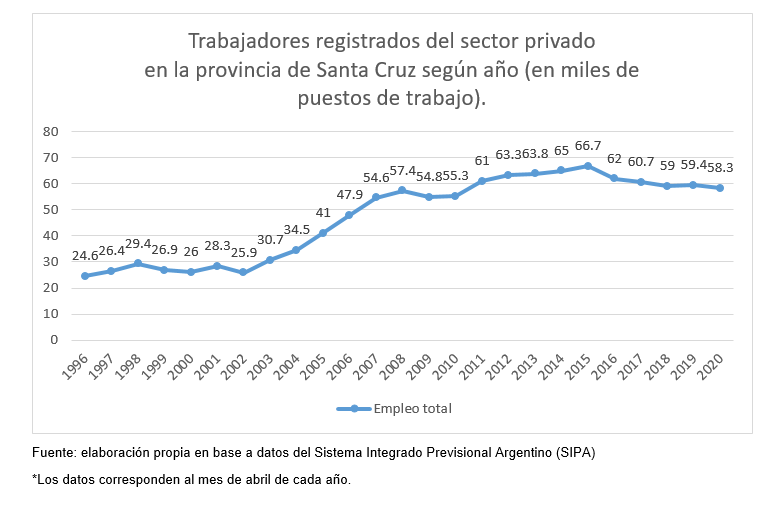 Trabajadores registrados del sector privado
en la provincia de Santa Cruz según año (en miles de
puestos de trabajo).
80
70
60
50
40
30
20
10
0
24.6 26.4 29.4 26.9 26 28.3 25.9 30.7 34.5 41 47.9 54.6 57.4 54.8 55.3 61 63.3 63.8 65 66.7 62 60.7 59 59.4 58.3
1996 1997 1998 1999 2000 2001 2002 2003 2004 2005 2006 2007 2008 2009 2010 2011 2012 2013 2014 2015 2016 2017 2018 2019 2020
Empleo total
Fuente: elaboración propia en base a datos del Sistema Integrado Previsional Argentino (SIPA)
*Los datos corresponden al mes de abril de cada año.